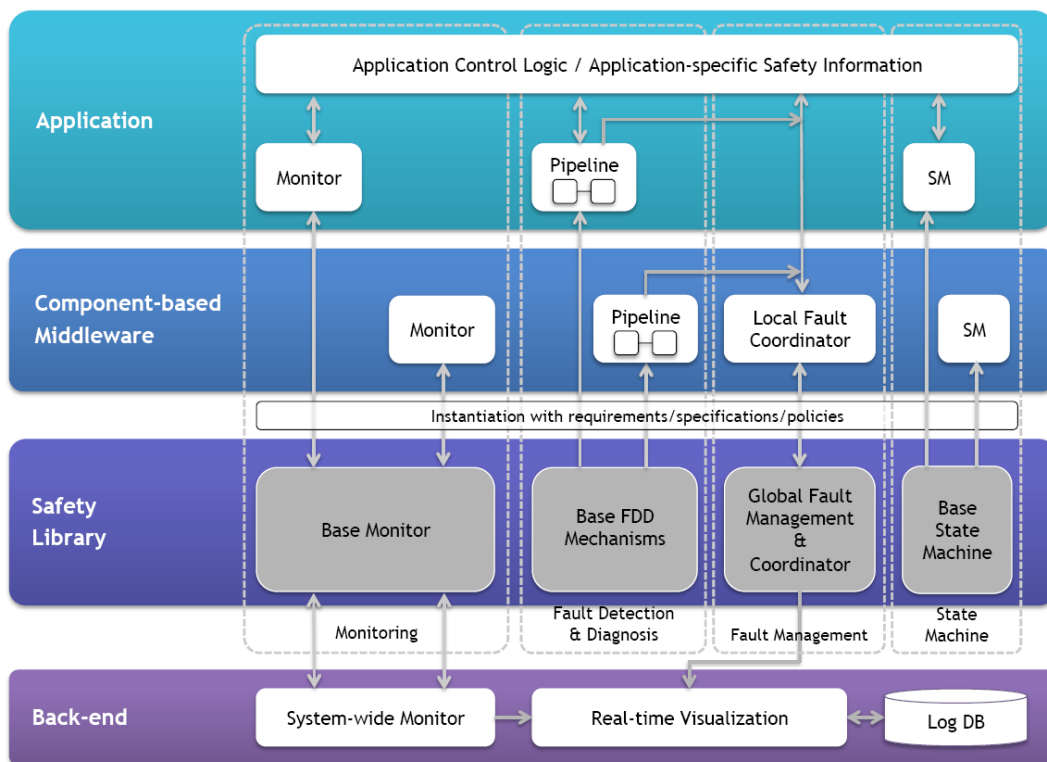 Application Control Logic / Application-specific Safety Information
Application
Monitor
Pipeline
SM
Component-based
Middleware
Monitor
Pipeline
Local Fault
Coordinator
SM
Instantiation with requirements/specifications/policies
Safety
Library
Base Monitor
Base FDD
Mechanisms
Global Fault
Management
&
Coordinator
Base
State
Machine
Monitoring
Fault Detection
& Diagnosis
Fault Management
State
Machine
Back-end
System-wide Monitor
Real-time Visualization
Log DB